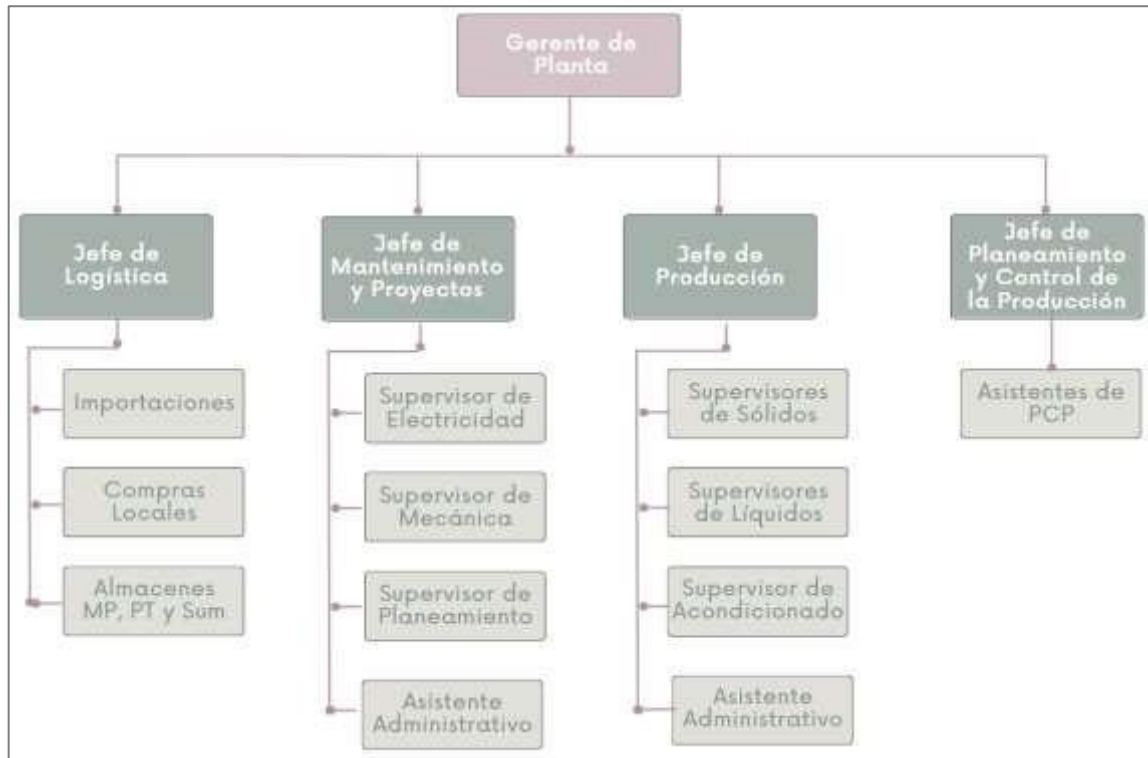 Gerente de
Planta
Jefe de
Logística
Jefe de
Mantenimiento
y Proyectos
Jefe de
Producción
Jefe de
Planeamiento
y Control de
la Producción
Importaciones
Compras
Locales
Almacenes
MP, PT y Sum
Supervisor de
Electricidad
Supervisor de
Mecánica
Supervisor de
Planeamiento
Asistente
Administrativo
Supervisores
de Sólidos
Supervisores
de Líquidos
Supervisor de
Acondicionado
Asistente
Administrativo
Asistentes de
PCP